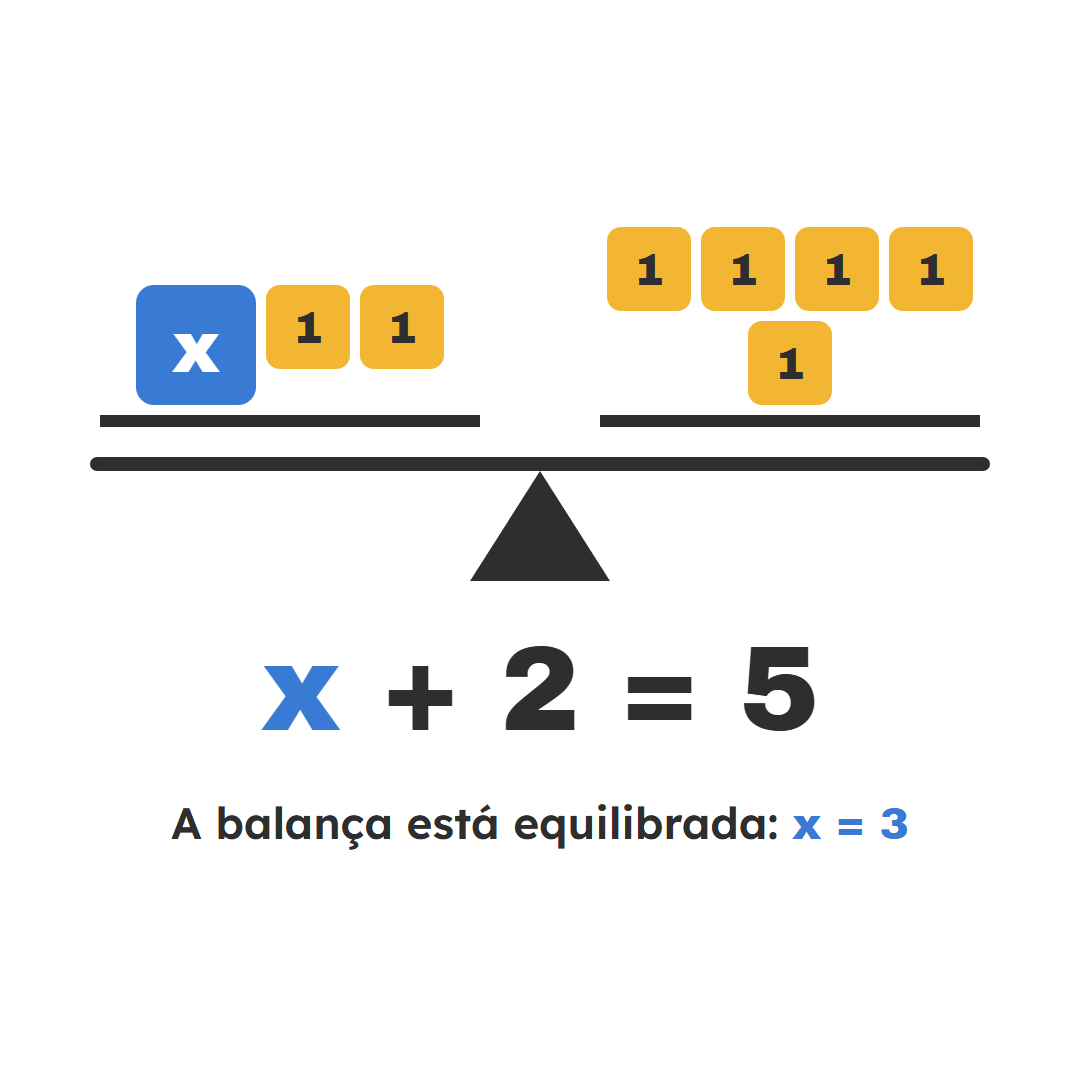 x 1 1
1 1 1 1
1
x + 2 = 5
A balança está equilibrada: x = 3